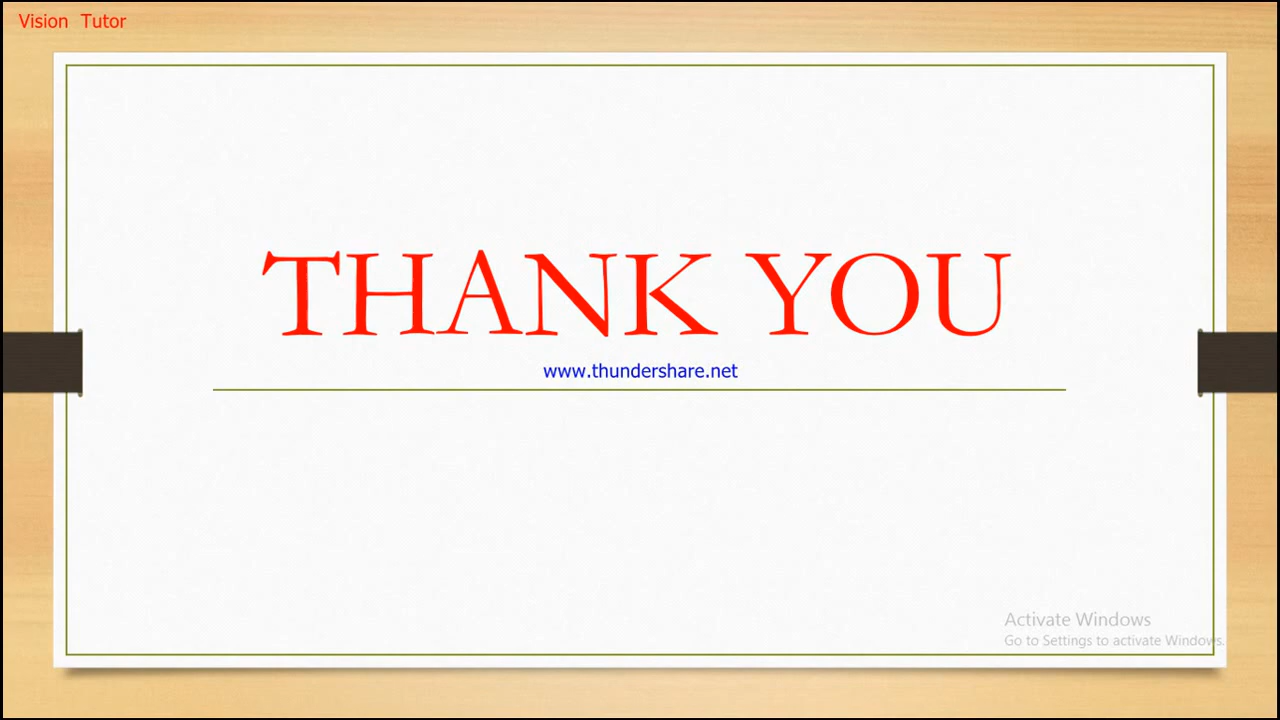 Vision Tutor
THANK YOU
www.thundershare.net
Activate Windows
Go to Settings to activate Windows.